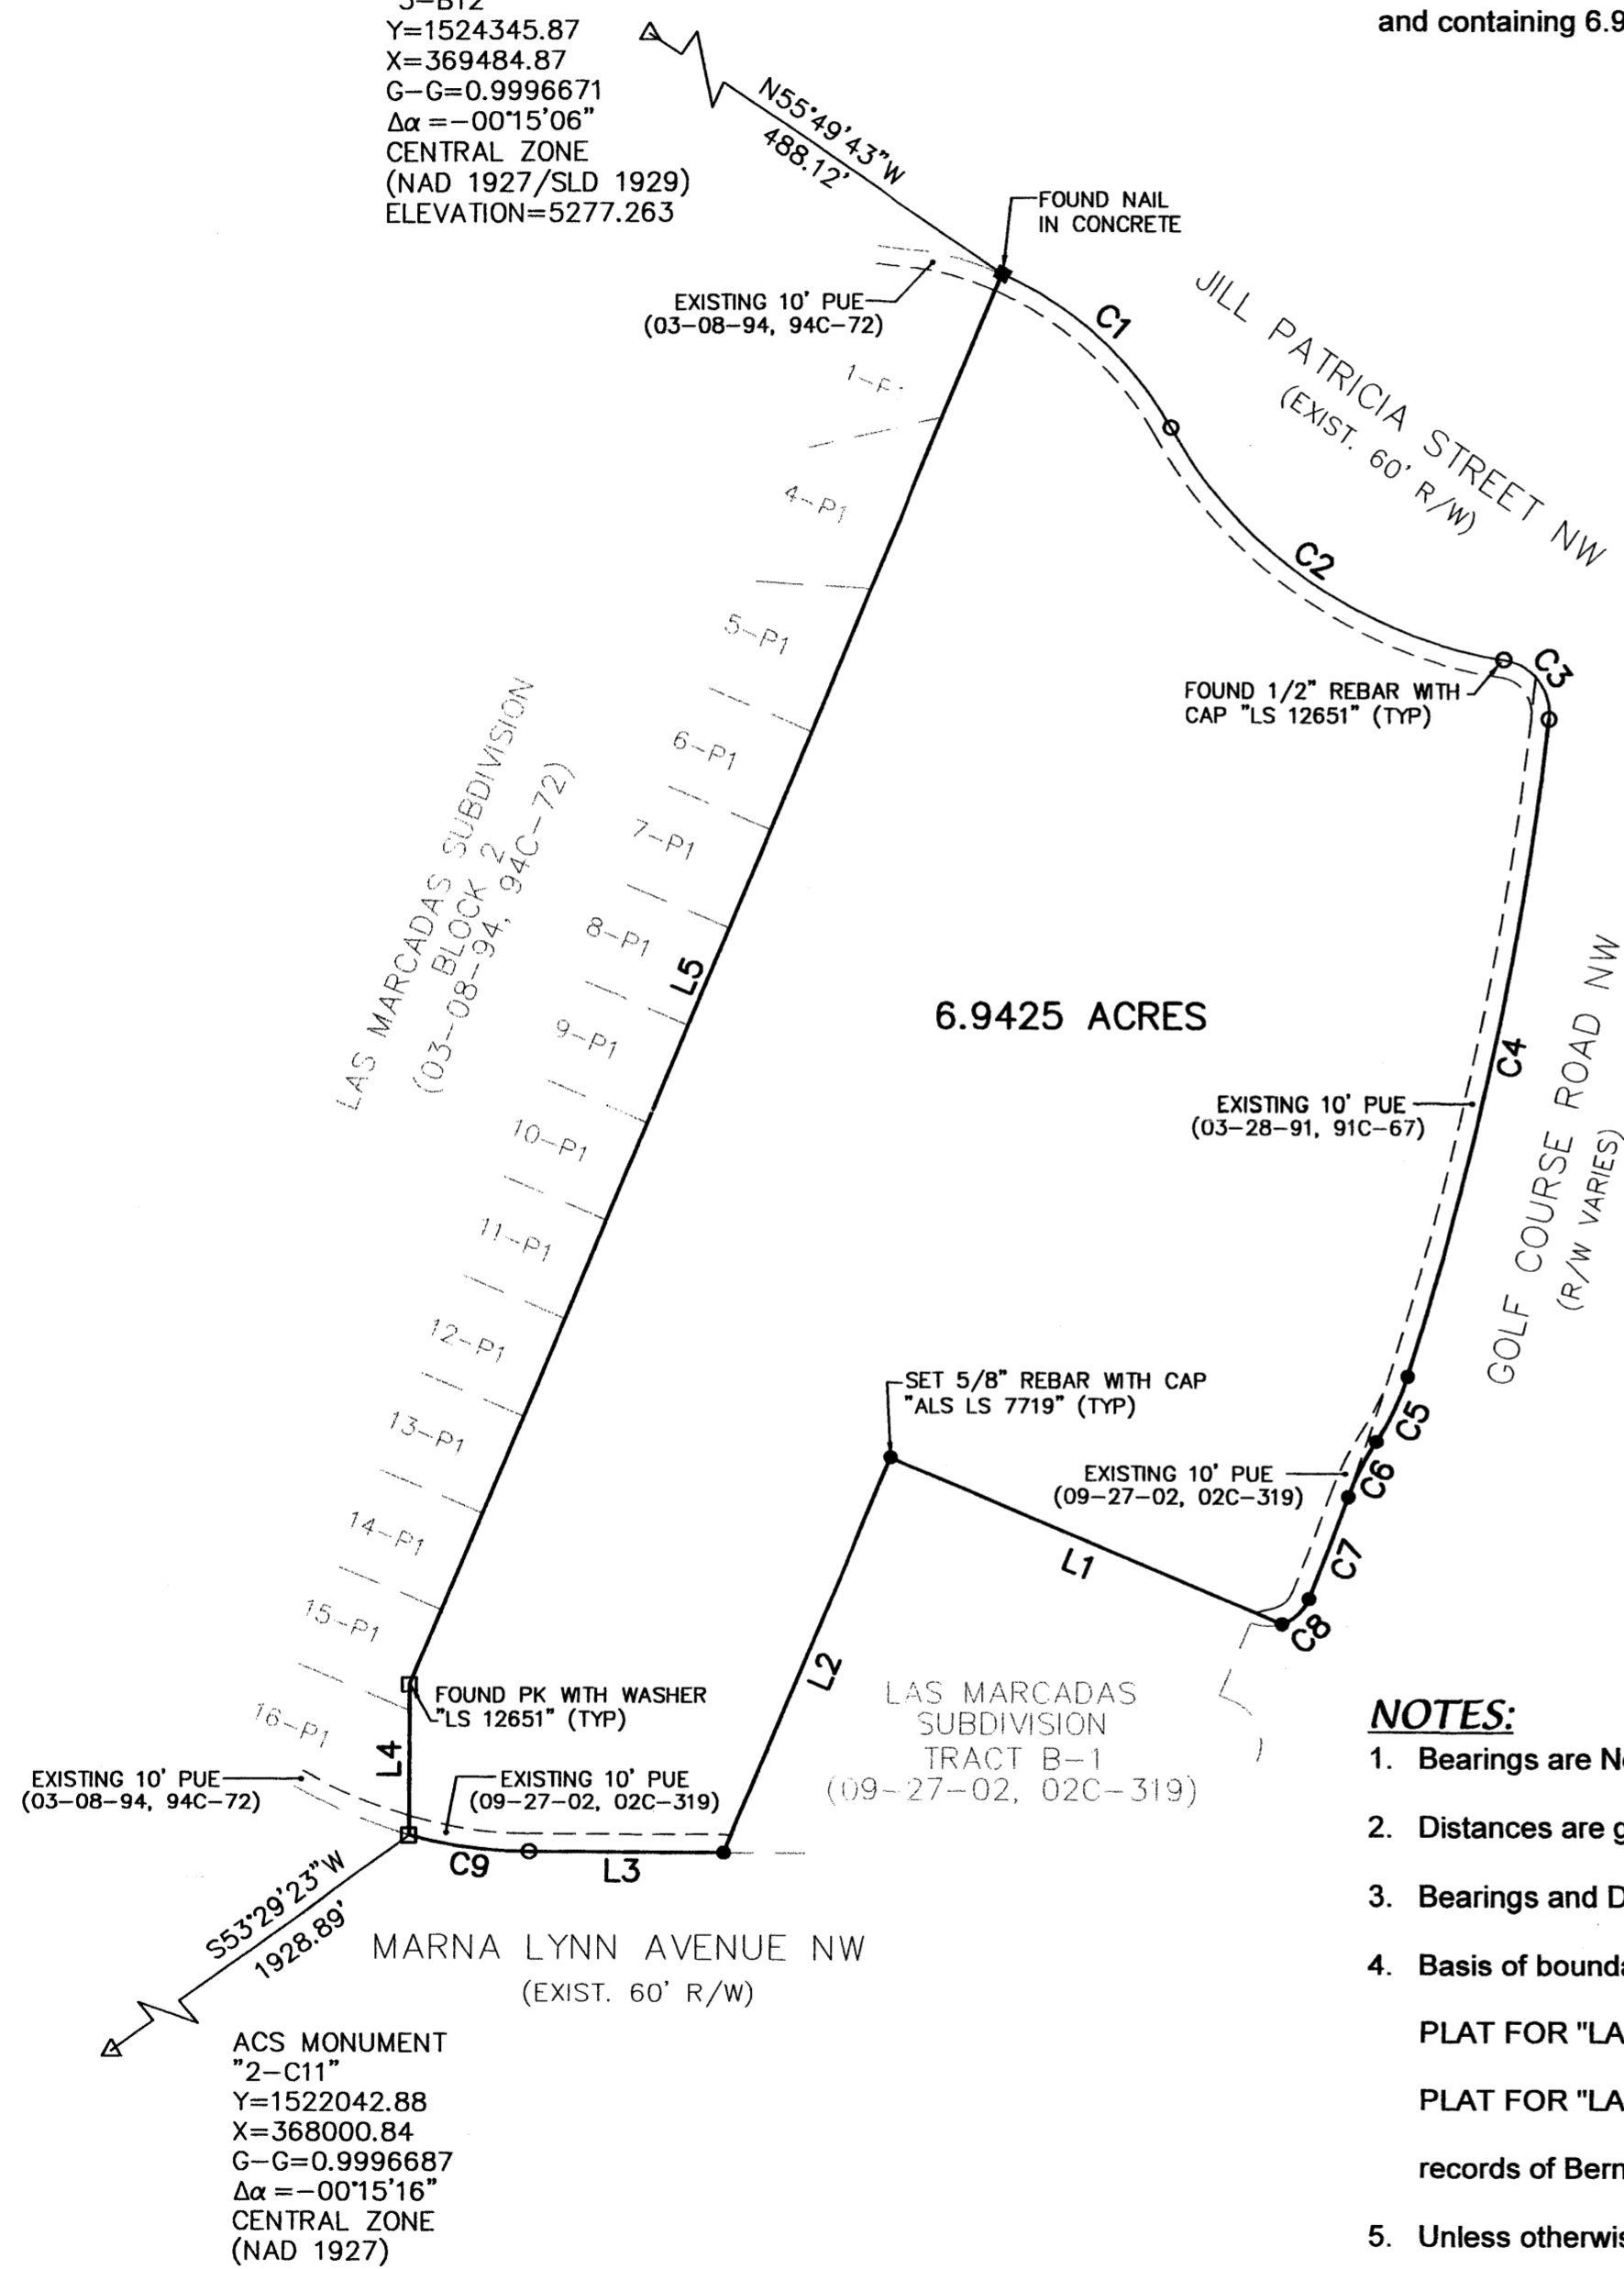 Y=1524345.87
X=369484.87
G-G=0.9996671
Δα =-00°15'06"
CENTRAL ZONE
(NAD 1927/SLD 1929)
ELEVATION=5277.263
and containing 6.9
N55°49'43"W
488.12'
FOUND NAIL
IN CONCRETE
EXISTING 10' PUE
(03-08-94, 94C-72)
C1
JILL PATRICIA STREET NW
(EXIST. 60' R/W)
C2
C3
FOUND 1/2" REBAR WITH
CAP "LS 12651" (TYP)
4-P1
5-P1
6-P1
7-P1
8-P1
9-P1
10-P1
11-P1
12-P1
13-P1
14-P1
15-P1
16-P1
LAS MARCADAS SUBDIVISION
BLOCK 2
(03-08-94, 94C-72)
L5
6.9425 ACRES
C4
EXISTING 10' PUE
(03-28-91, 91C-67)
GOLF COURSE ROAD NW
(R/W VARIES)
SET 5/8" REBAR WITH CAP
"ALS LS 7719" (TYP)
C5
EXISTING 10' PUE
(09-27-02, 02C-319)
C6
L1
C7
C8
L2
LAS MARCADAS
SUBDIVISION
TRACT B-1
(09-27-02, 02C-319)
FOUND PK WITH WASHER
"LS 12651" (TYP)
L4
EXISTING 10' PUE
(03-08-94, 94C-72)
EXISTING 10' PUE
(09-27-02, 02C-319)
C9
L3
S53°29'23"W
1928.89'
MARNA LYNN AVENUE NW
(EXIST. 60' R/W)
ACS MONUMENT
"2-C11"
Y=1522042.88
X=368000.84
G-G=0.9996687
Δα =-00°15'16"
CENTRAL ZONE
(NAD 1927)
NOTES:
1. Bearings are
2. Distances are
3. Bearings and
4. Basis of
PLAT FOR
PLAT FOR
records of
5. Unless